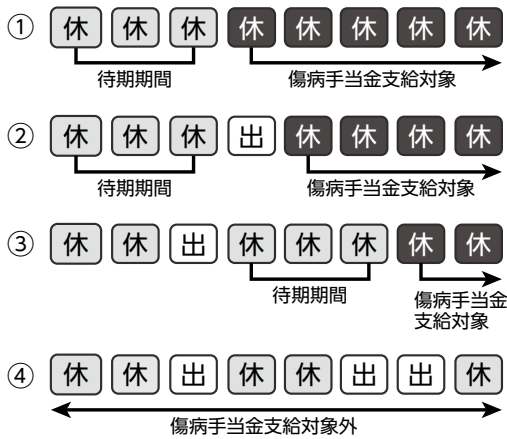 ① 休 休 休 休 休 休 休 休
待期期間 傷病手当金支給対象
② 休 休 休 出 休 休 休 休
待期期間 傷病手当金支給対象
③ 休 休 出 休 休 休 休 休
待期期間 傷病手当金
支給対象
④ 休 休 出 休 休 出 出 休
傷病手当金支給対象外